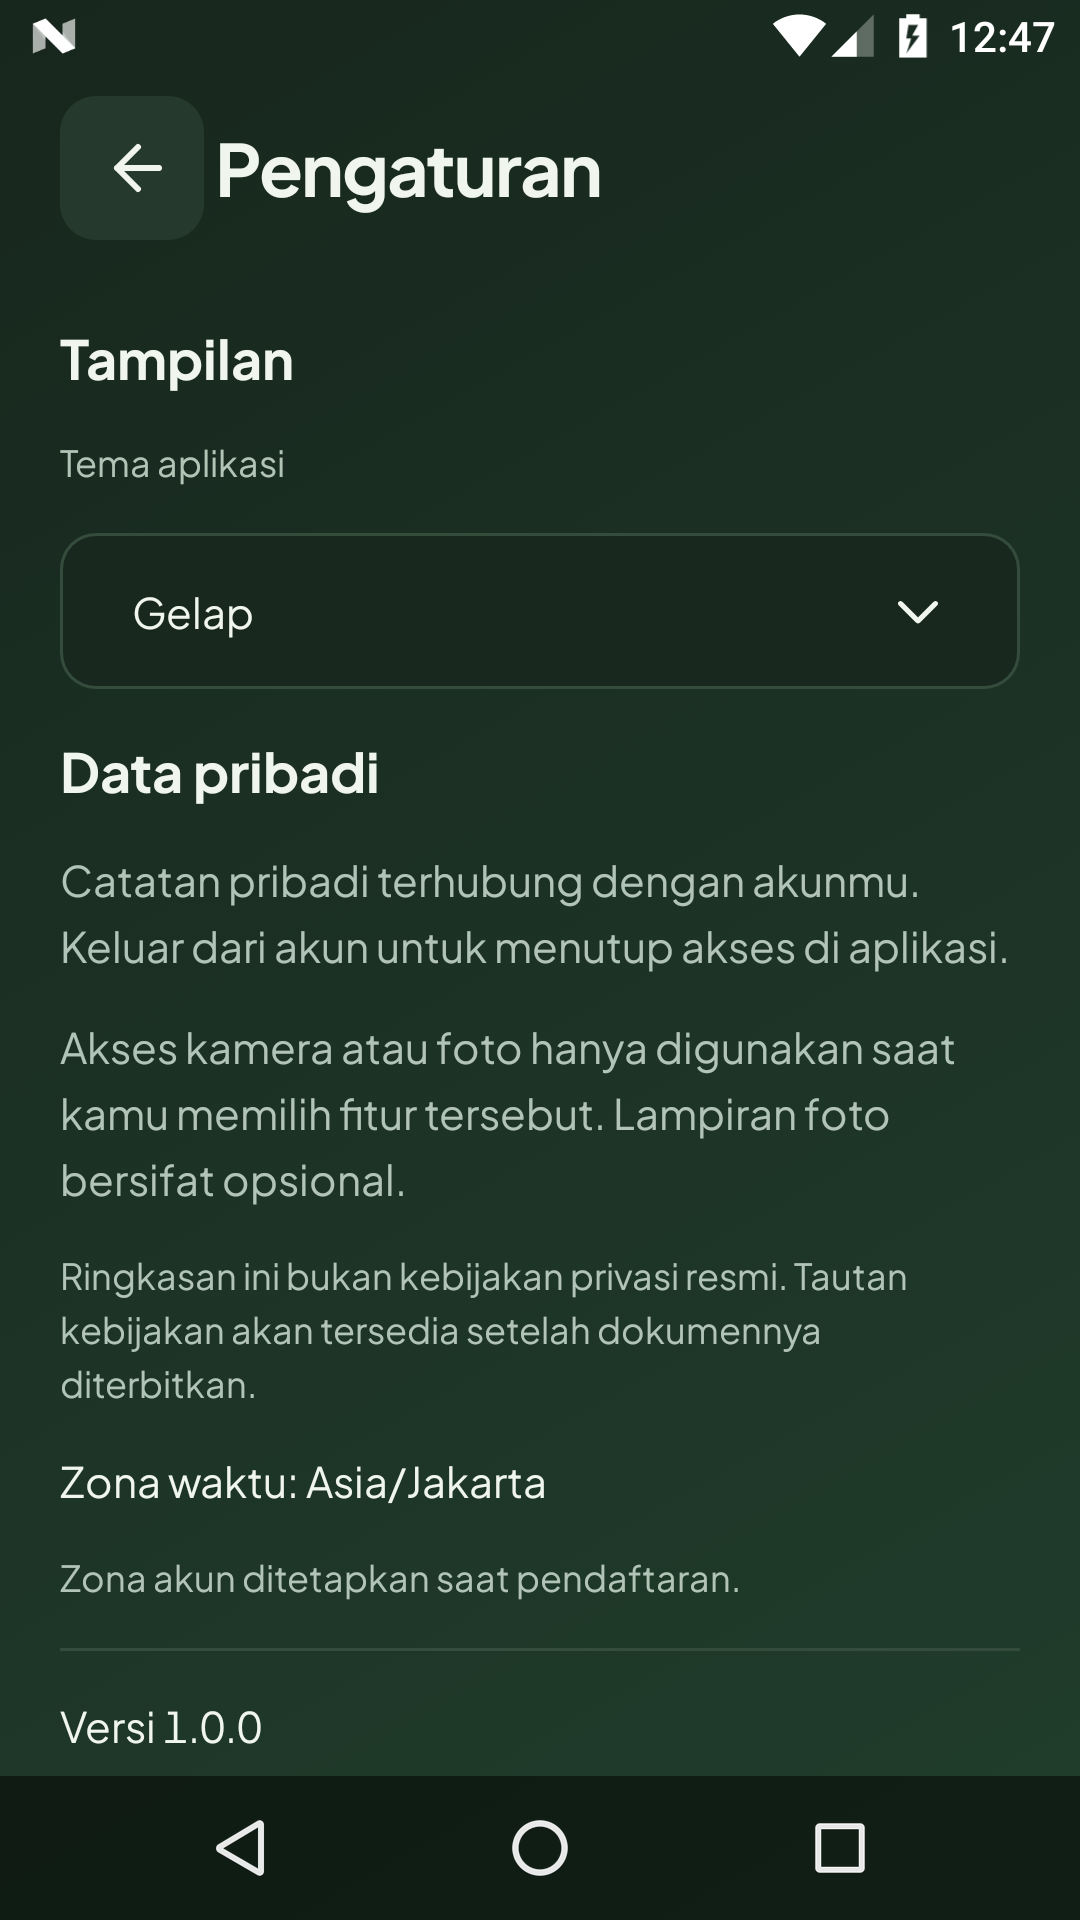 12:47
Pengaturan
Tampilan
Tema aplikasi
Gelap
Data pribadi
Catatan pribadi terhubung dengan akunmu.
Keluar dari akun untuk menutup akses di aplikasi.
Akses kamera atau foto hanya digunakan saat
kamu memilih fitur tersebut. Lampiran foto
bersifat opsional.
Ringkasan ini bukan kebijakan privasi resmi. Tautan
kebijakan akan tersedia setelah dokumennya
diterbitkan.
Zona waktu: Asia/Jakarta
Zona akun ditetapkan saat pendaftaran.
Versi 1.0.0